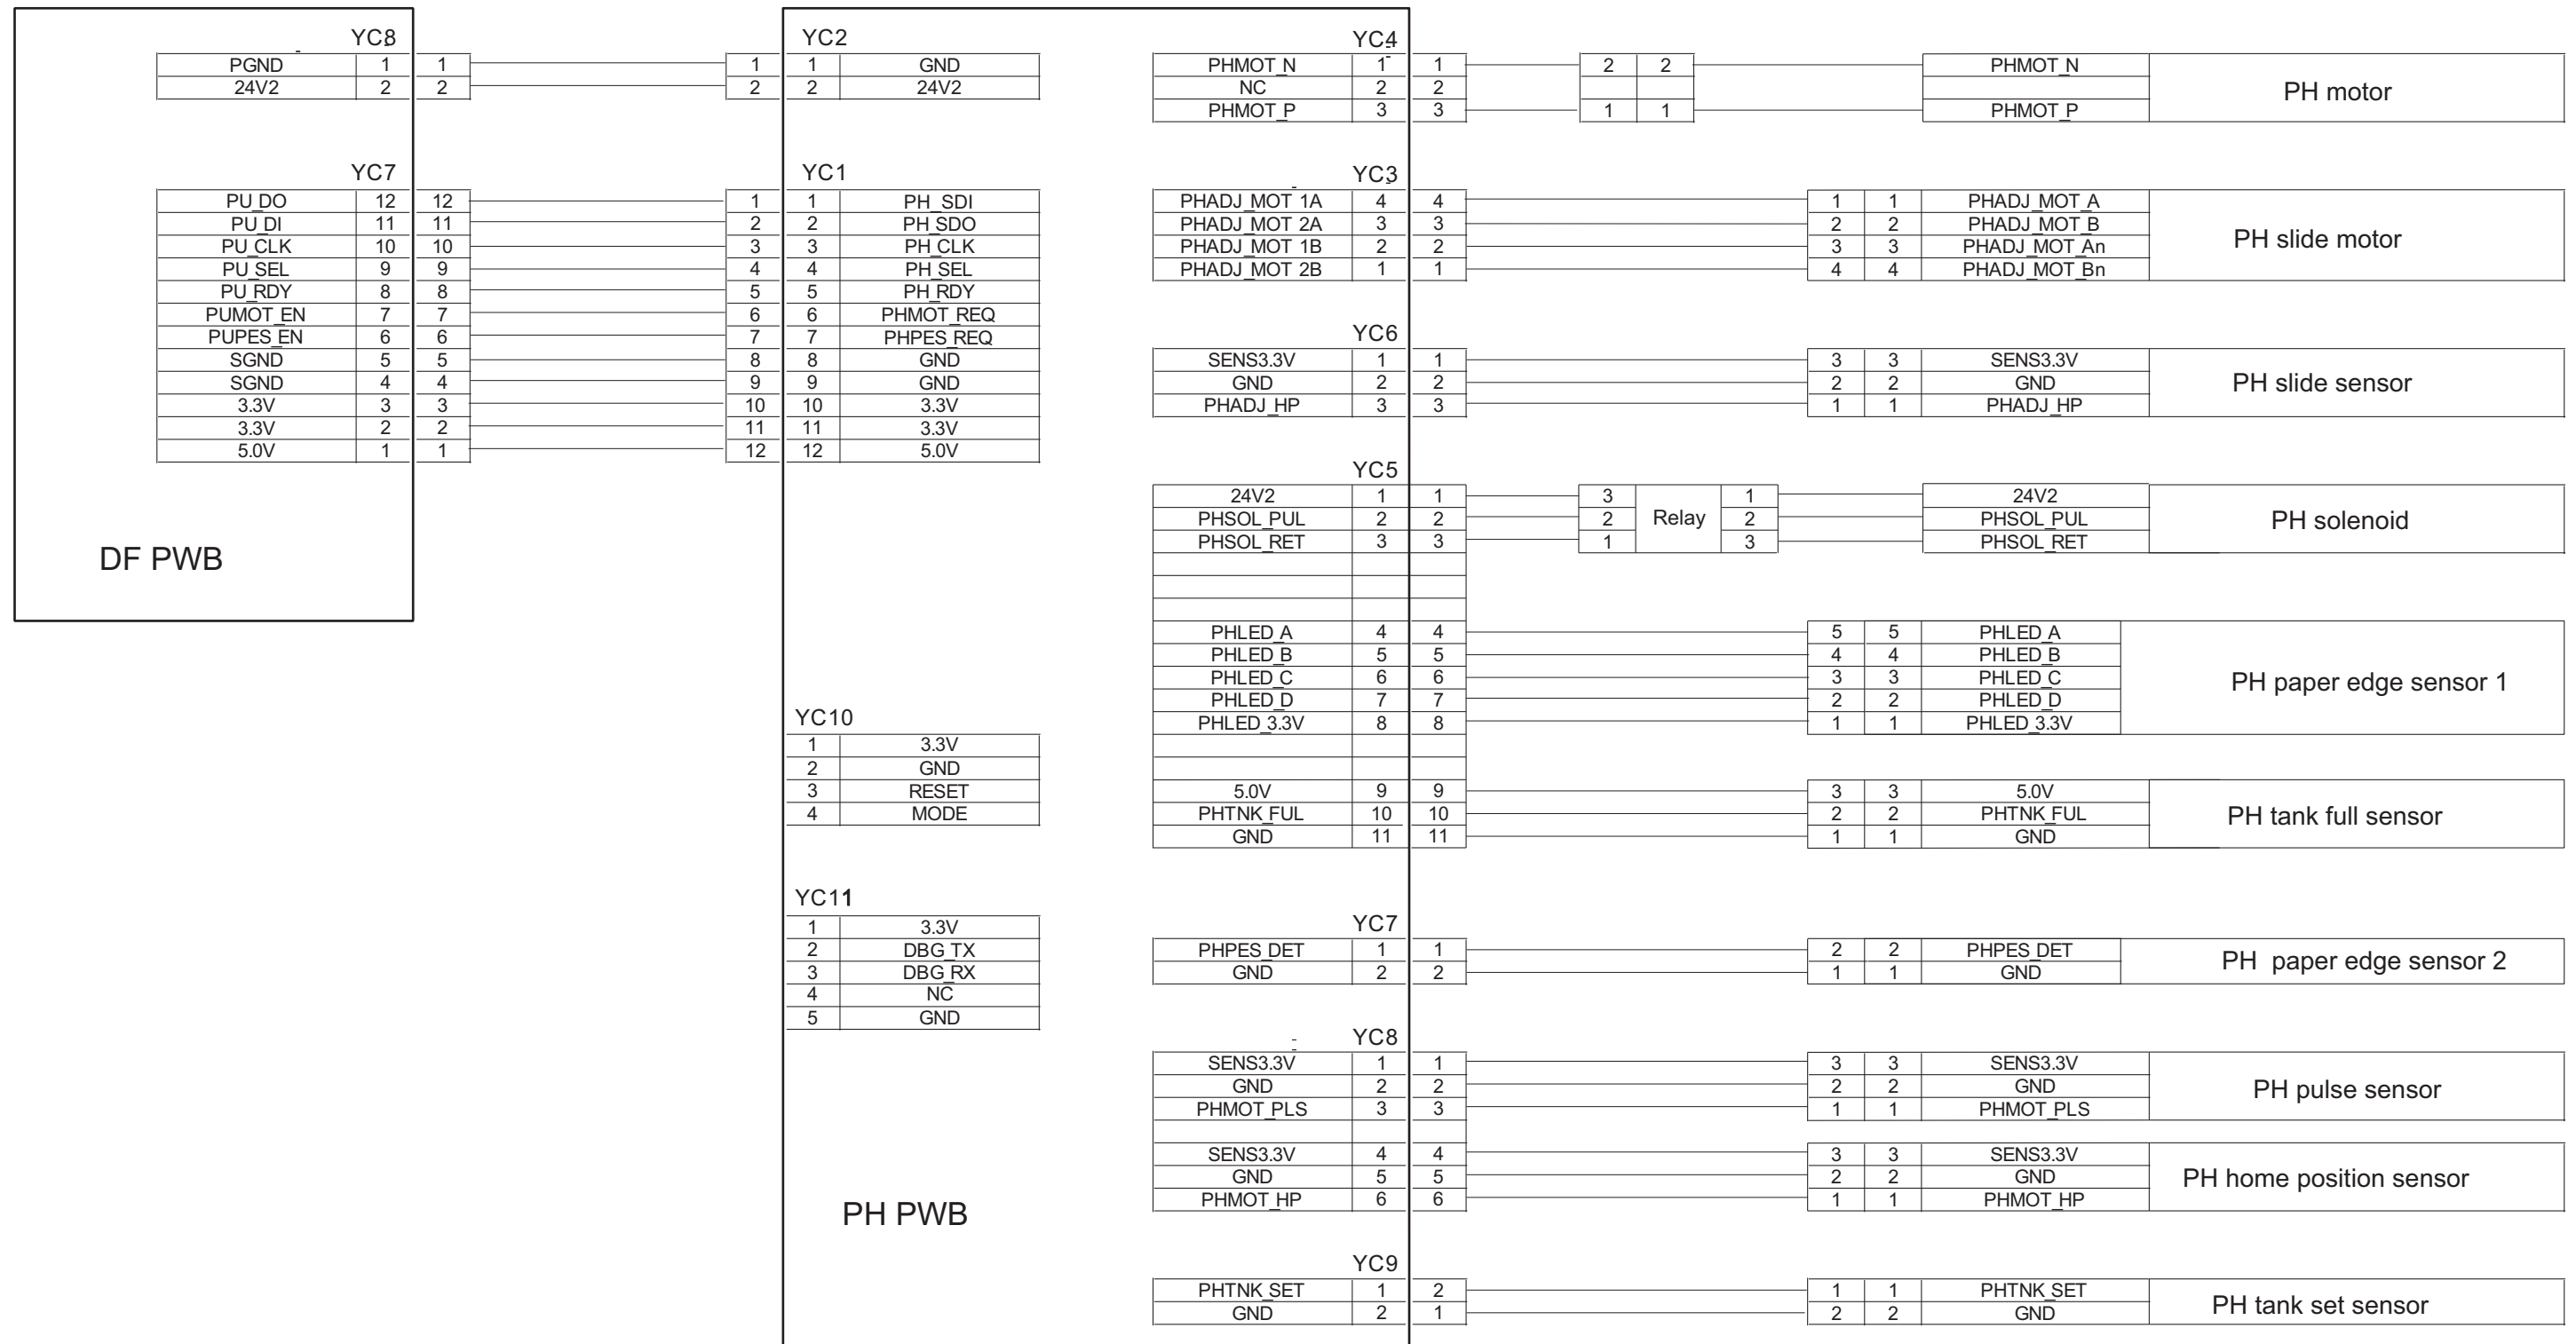 YC8
PGND 1 1
24V2 2 2
YC7
PU_DO 12 12
PU_DI 11 11
PU_CLK 10 10
PU_SEL 9 9
PU_RDY 8 8
PUMOT_EN 7 7
PUPES_EN 6 6
SGND 5 5
SGND 4 4
3.3V 3 3
3.3V 2 2
5.0V 1 1
DF PWB
YC2
1 1 GND
2 2 24V2
YC1
1 1 PH_SDI
2 2 PH_SDO
3 3 PH_CLK
4 4 PH_SEL
5 5 PH_RDY
6 6 PHMOT_REQ
7 7 PHPES_REQ
8 8 GND
9 9 GND
10 10 3.3V
11 11 3.3V
12 12 5.0V
YC10
1 3.3V
2 GND
3 RESET
4 MODE
YC11
1 3.3V
2 DBG_TX
3 DBG_RX
4 NC
5 GND
PH PWB
YC4
PHMOT_N 1 1 2 2 PHMOT_N
NC 2 2
PHMOT_P 3 3 1 1 PHMOT_P
PH motor
YC3
PHADJ_MOT 1A 4 4 1 1 PHADJ_MOT_A
PHADJ_MOT 2A 3 3 2 2 PHADJ_MOT_B
PHADJ_MOT 1B 2 2 3 3 PHADJ_MOT_An
PHADJ_MOT 2B 1 1 4 4 PHADJ_MOT_Bn
PH slide motor
YC6
SENS3.3V 1 1 3 3 SENS3.3V
GND 2 2 2 2 GND
PHADJ_HP 3 3 1 1 PHADJ_HP
PH slide sensor
YC5
24V2 1 1 3 1 24V2
PHSOL_PUL 2 2 2 Relay 2 PHSOL_PUL
PHSOL_RET 3 3 1 3 PHSOL_RET
PH solenoid
PHLED_A 4 4 5 5 PHLED_A
PHLED_B 5 5 4 4 PHLED_B
PHLED_C 6 6 3 3 PHLED_C
PHLED_D 7 7 2 2 PHLED_D
PHLED_3.3V 8 8 1 1 PHLED_3.3V
PH paper edge sensor 1
5.0V 9 9 3 3 5.0V
PHTNK_FUL 10 10 2 2 PHTNK_FUL
GND 11 11 1 1 GND
PH tank full sensor
YC7
PHPES_DET 1 1 2 2 PHPES_DET
GND 2 2 1 1 GND
PH paper edge sensor 2
YC8
SENS3.3V 1 1 3 3 SENS3.3V
GND 2 2 2 2 GND
PHMOT_PLS 3 3 1 1 PHMOT_PLS
PH pulse sensor
SENS3.3V 4 4 3 3 SENS3.3V
GND 5 5 2 2 GND
PHMOT_HP 6 6 1 1 PHMOT_HP
PH home position sensor
YC9
PHTNK_SET 1 2 1 1 PHTNK_SET
GND 2 1 2 2 GND
PH tank set sensor